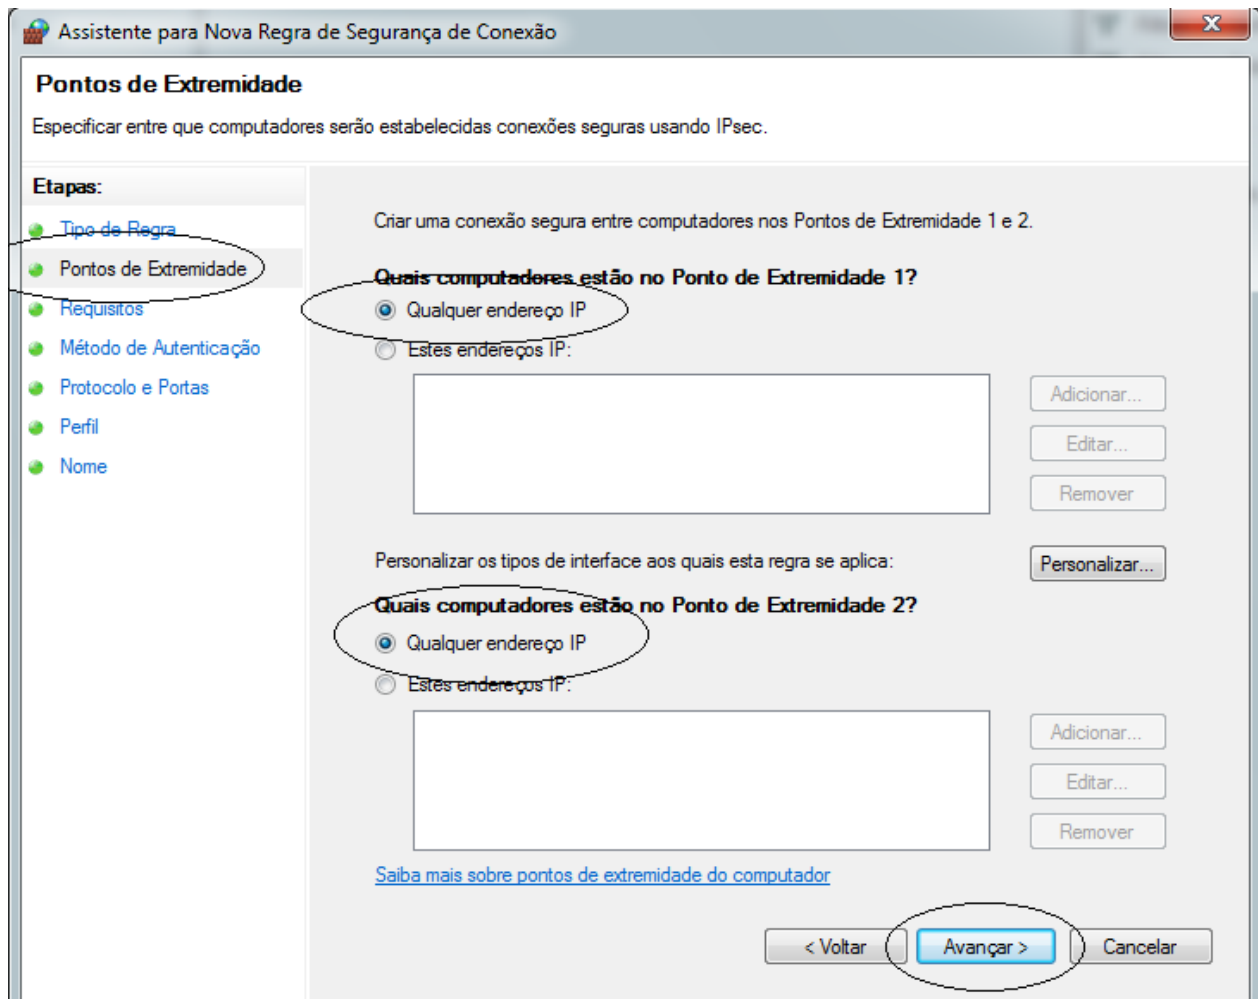 Assistente para Nova Regra de Segurança de Conexão
Pontos de Extremidade
Especificar entre que computadores serão estabelecidas conexões seguras usando IPsec.
Etapas:
Tipo de Regra
Pontos de Extremidade
Requisitos
Método de Autenticação
Protocolo e Portas
Perfil
Nome
Criar uma conexão segura entre computadores nos Pontos de Extremidade 1 e 2.
Quais computadores estão no Ponto de Extremidade 1?
Qualquer endereço IP
Estes endereços IP:
Adicionar...
Editar...
Remover
Personalizar os tipos de interface aos quais esta regra se aplica:
Personalizar...
Quais computadores estão no Ponto de Extremidade 2?
Qualquer endereço IP
Estes endereços IP:
Adicionar...
Editar...
Remover
Saiba mais sobre pontos de extremidade do computador
< Voltar
Avançar >
Cancelar